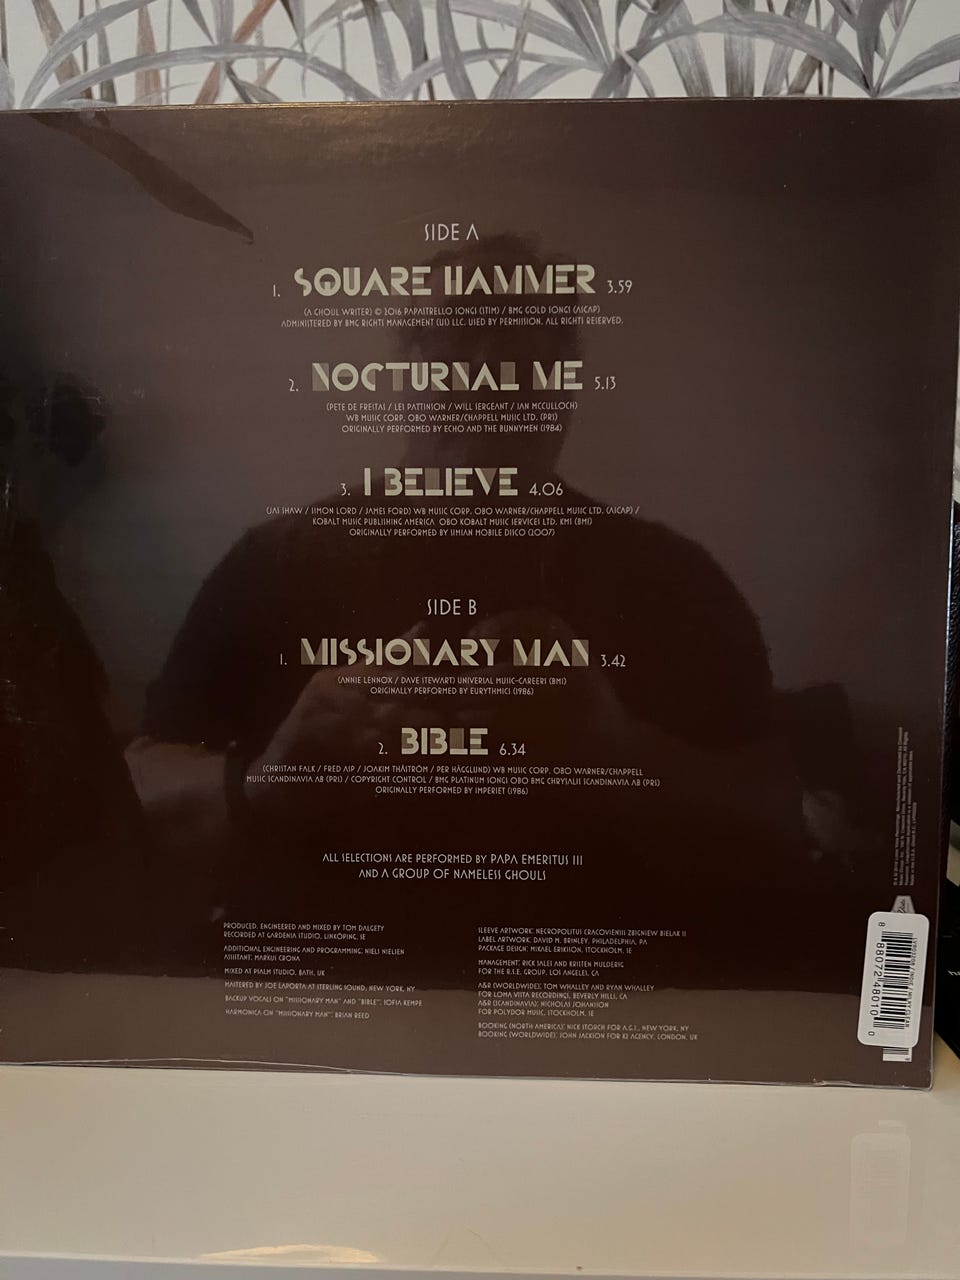 SIDE A
1. SQUARE HAMMER 3.59
(A GHOUL WRITER) © 2016 PAPASTRELLO SONGS (STIM) / BMG GOLD SONGS (ASCAP)
ADMINISTERED BY BMG RIGHTS MANAGEMENT (US) LLC. USED BY PERMISSION. ALL RIGHTS RESERVED.
2. NOCTURNAL ME 5.13
(PETE DE FREITAS / LES PATTINSON / WILL SERGEANT / IAN MCCULLOCH)
WB MUSIC CORP. OBO WARNER/CHAPPELL MUSIC LTD. (PRS)
ORIGINALLY PERFORMED BY ECHO AND THE BUNNYMEN (1984)
3. I BELIEVE 4.06
(JAS SHAW / SIMON LORD / JAMES FORD) WB MUSIC CORP. OBO WARNER/CHAPPELL MUSIC LTD. (ASCAP) /
KOBALT MUSIC PUBLISHING AMERICA OBO KOBALT MUSIC SERVICES LTD. KMS (BMI)
ORIGINALLY PERFORMED BY SIMIAN MOBILE DISCO (2007)
SIDE B
1. MISSIONARY MAN 3.42
(ANNIE LENNOX / DAVE STEWART) UNIVERSAL MUSIC-CAREERS (BMI)
ORIGINALLY PERFORMED BY EURYTHMICS (1986)
2. BIBLE 6.34
(CHRISTAN FALK / FRED ASP / JOAKIM THÅSTRÖM / PER HÄGGLUND) WB MUSIC CORP. OBO WARNER/CHAPPELL
MUSIC SCANDINAVIA AB (PRS) / COPYRIGHT CONTROL / BMG PLATINUM SONGS OBO BMG CHRYSALIS SCANDINAVIA AB (PRS)
ORIGINALLY PERFORMED BY IMPERIET (1986)
ALL SELECTIONS ARE PERFORMED BY PAPA EMERITUS III
AND A GROUP OF NAMELESS GHOULS
PRODUCED, ENGINEERED AND MIXED BY TOM DALGETY
RECORDED AT GARDENIA STUDIO, LINKÖPING, SE
ADDITIONAL ENGINEERING AND PROGRAMMING: NIELS NIELSEN
ASSISTANT: MARKUS CRONA
MIXED AT PSALM STUDIO, BATH, UK
MASTERED BY JOE LAPORTA AT STERLING SOUND, NEW YORK, NY
BACKUP VOCALS ON "MISSIONARY MAN" AND "BIBLE": SOFIA KEMPE
HARMONICA ON "MISSIONARY MAN": BRIAN REED
SLEEVE ARTWORK: NECROPOLITUS CRACOVIENSIS ZBIGNIEW BIELAK II
LABEL ARTWORK: DAVID M. BRINLEY, PHILADELPHIA, PA
PACKAGE DESIGN: MIKAEL ERIKSSON, STOCKHOLM, SE
MANAGEMENT: RICK SALES AND KRISTEN MULDERIG
FOR THE R.S.E. GROUP, LOS ANGELES, CA
A&R (WORLDWIDE): TOM WHALLEY AND RYAN WHALLEY
FOR LOMA VISTA RECORDINGS, BEVERLY HILLS, CA
A&R (SCANDINAVIA): NICHOLAS JOHANSSON
FOR POLYDOR MUSIC, STOCKHOLM, SE
BOOKING (NORTH AMERICA): NICK STORCH FOR A.G.I., NEW YORK, NY
BOOKING (WORLDWIDE): JOHN JACKSON FOR K2 AGENCY, LONDON, UK
8 88072 48010 0